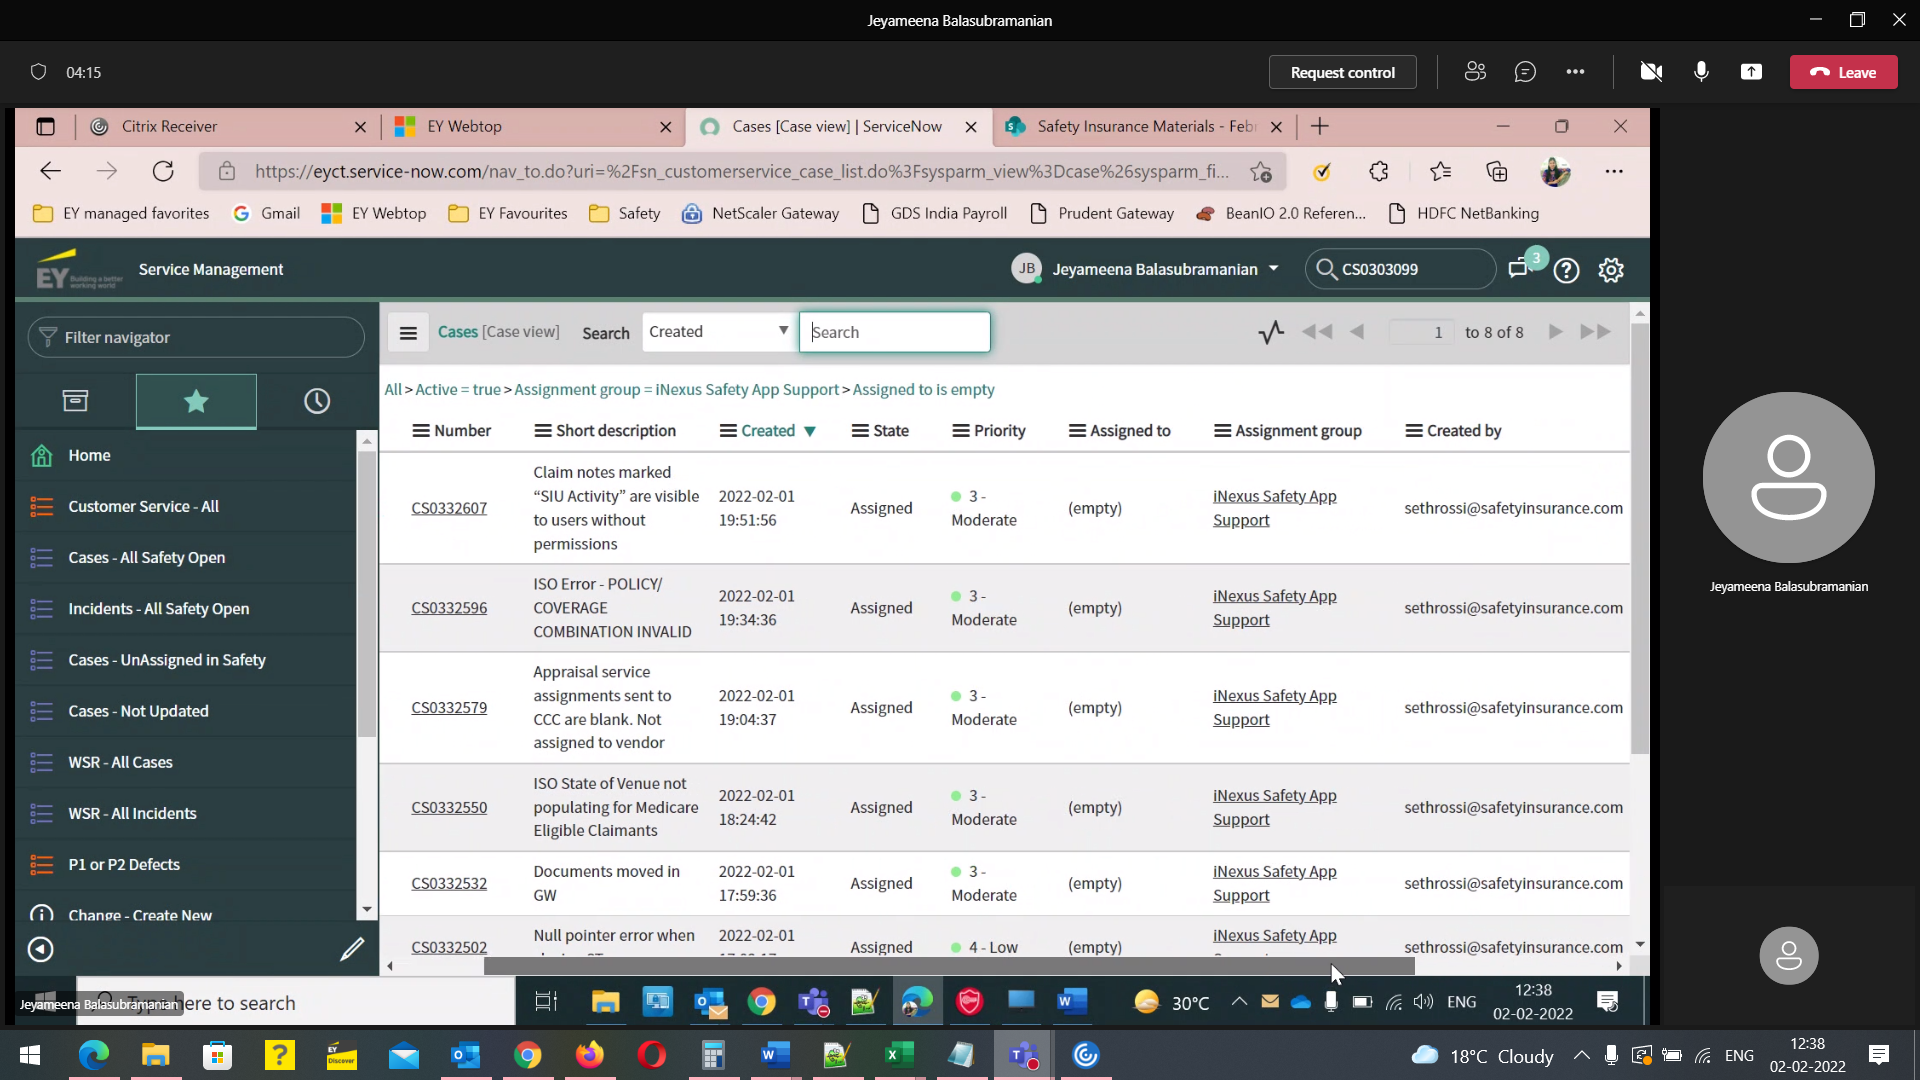 Jeyameena Balasubramanian
04:15
Request control
Leave
Citrix Receiver
EY Webtop
Cases [Case view] | ServiceNow
Safety Insurance Materials - Febr
https://eyct.service-now.com/nav_to.do?uri=%2Fsn_customerservice_case_list.do%3Fsysparm_view%3Dcase%26sysparm_fi...
EY managed favorites
Gmail
EY Webtop
EY Favourites
Safety
NetScaler Gateway
GDS India Payroll
Prudent Gateway
BeanIO 2.0 Referen...
HDFC NetBanking
EY
Building a better
working world
Service Management
JB
Jeyameena Balasubramanian
CS0303099
3
Filter navigator
Cases [Case view]
Search
Created
Search
1
to 8 of 8
All > Active = true > Assignment group = iNexus Safety App Support > Assigned to is empty
Number
Short description
Created
State
Priority
Assigned to
Assignment group
Created by
Home
Customer Service - All
Cases - All Safety Open
Incidents - All Safety Open
Cases - UnAssigned in Safety
Cases - Not Updated
WSR - All Cases
WSR - All Incidents
P1 or P2 Defects
Change - Create New
CS0332607
Claim notes marked
“SIU Activity” are visible
to users without
permissions
2022-02-01
19:51:56
Assigned
3 -
Moderate
(empty)
iNexus Safety App
Support
sethrossi@safetyinsurance.com
CS0332596
ISO Error - POLICY/
COVERAGE
COMBINATION INVALID
2022-02-01
19:34:36
Assigned
3 -
Moderate
(empty)
iNexus Safety App
Support
sethrossi@safetyinsurance.com
CS0332579
Appraisal service
assignments sent to
CCC are blank. Not
assigned to vendor
2022-02-01
19:04:37
Assigned
3 -
Moderate
(empty)
iNexus Safety App
Support
sethrossi@safetyinsurance.com
CS0332550
ISO State of Venue not
populating for Medicare
Eligible Claimants
2022-02-01
18:24:42
Assigned
3 -
Moderate
(empty)
iNexus Safety App
Support
sethrossi@safetyinsurance.com
CS0332532
Documents moved in
GW
2022-02-01
17:59:36
Assigned
3 -
Moderate
(empty)
iNexus Safety App
Support
sethrossi@safetyinsurance.com
CS0332502
Null pointer error when
2022-02-01
Assigned
4 - Low
(empty)
iNexus Safety App
sethrossi@safetyinsurance.com
Jeyameena Balasubramanian
Jeyameena Balasubramanian
Type here to search
30°C
ENG
12:38
02-02-2022
EY
Discover
18°C Cloudy
ENG
12:38
02-02-2022